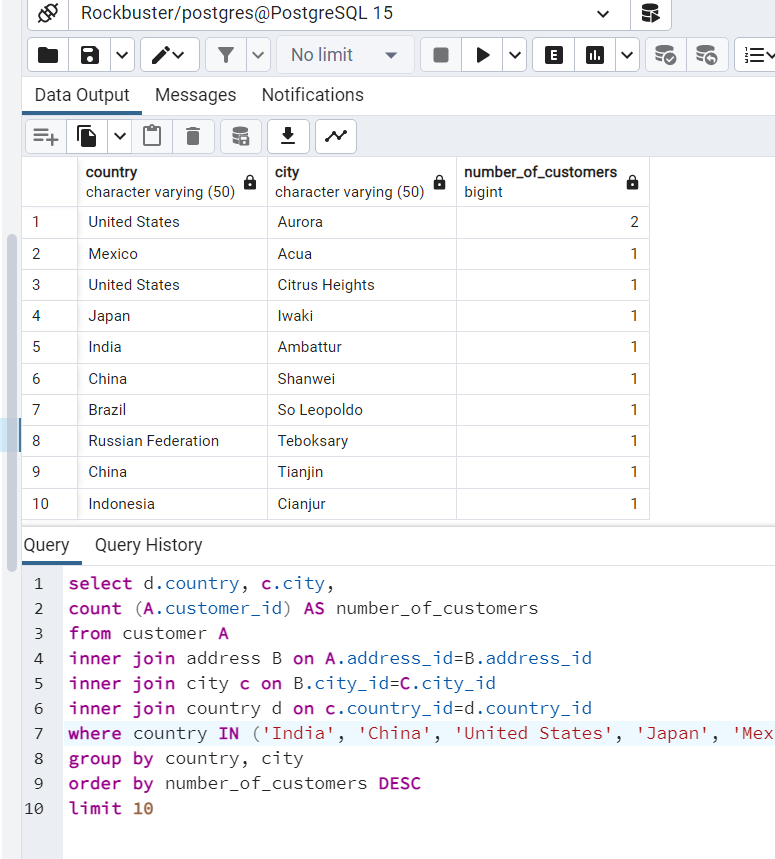 Rockbuster/postgres@PostgreSQL 15
No limit
E
Data Output Messages Notifications
country city number_of_customers
character varying (50) character varying (50) bigint
1 United States Aurora 2
2 Mexico Acua 1
3 United States Citrus Heights 1
4 Japan Iwaki 1
5 India Ambattur 1
6 China Shanwei 1
7 Brazil So Leopoldo 1
8 Russian Federation Teboksary 1
9 China Tianjin 1
10 Indonesia Cianjur 1
Query Query History
1 select d.country, c.city,
2 count (A.customer_id) AS number_of_customers
3 from customer A
4 inner join address B on A.address_id=B.address_id
5 inner join city c on B.city_id=C.city_id
6 inner join country d on c.country_id=d.country_id
7 where country IN ('India', 'China', 'United States', 'Japan', 'Mex
8 group by country, city
9 order by number_of_customers DESC
10 limit 10